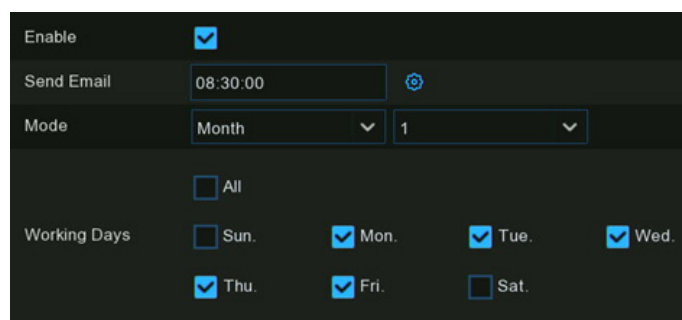 Enable
Send Email 08:30:00
Mode Month 1
All
Working Days Sun. Mon. Tue. Wed.
Thu. Fri. Sat.